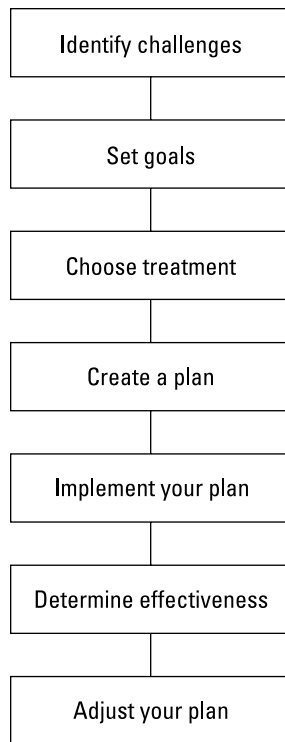 Identify challenges
Set goals
Choose treatment
Create a plan
Implement your plan
Determine effectiveness
Adjust your plan